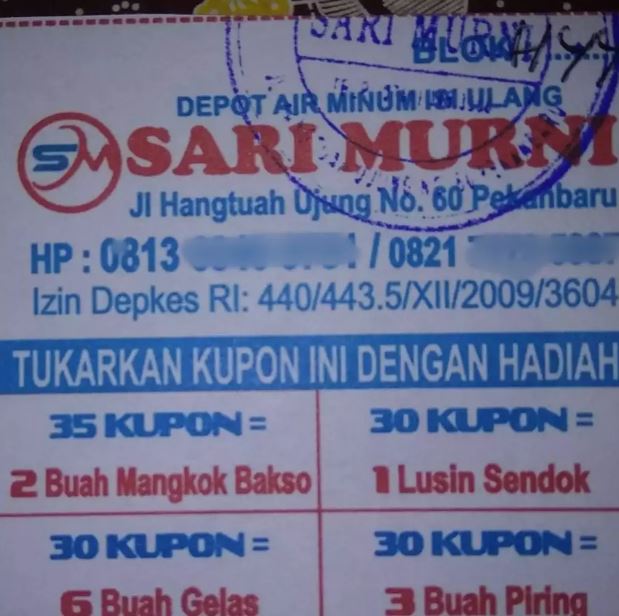 SARI MURNI
BLOK
DEPOT AIR MINUM ISI ULANG
SM SARI MURNI
Jl Hangtuah Ujung No. 60 Pekanbaru
HP : 0813 / 0821
Izin Depkes RI: 440/443.5/XII/2009/3604
TUKARKAN KUPON INI DENGAN HADIAH
35 KUPON = 30 KUPON =
2 Buah Mangkok Bakso 1 Lusin Sendok
30 KUPON = 30 KUPON =
6 Buah Gelas 3 Buah Piring